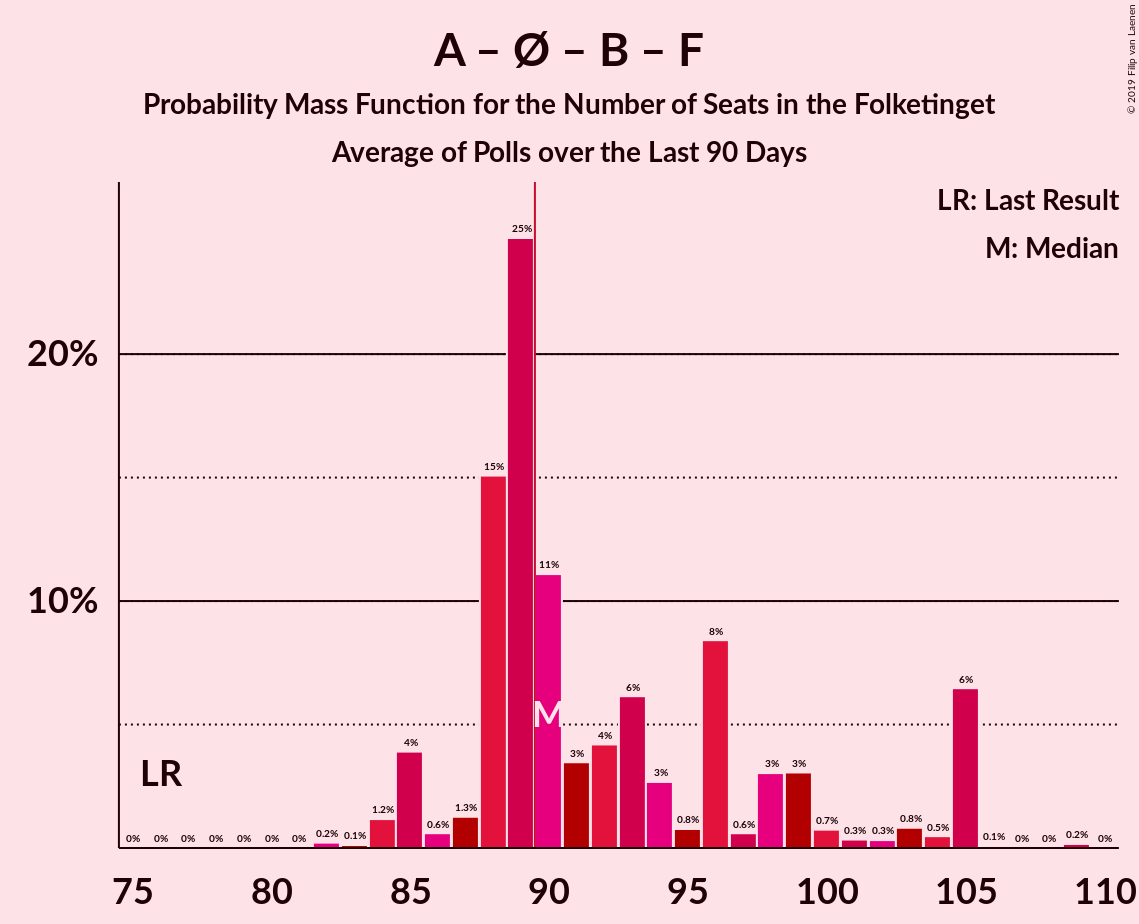 A – Ø – B – F
Probability Mass Function for the Number of Seats in the Folketinget
Average of Polls over the Last 90 Days
© 2019 Filip van Laenen
LR: Last Result
M: Median
20%
10%
LR
M
0% 0% 0% 0% 0% 0% 0% 0.2% 0.1% 1.2% 4% 0.6% 1.3% 15% 25% 11% 3% 4% 6% 3% 0.8% 8% 0.6% 3% 3% 0.7% 0.3% 0.3% 0.8% 0.5% 6% 0.1% 0% 0% 0.2% 0%
75 80 85 90 95 100 105 110